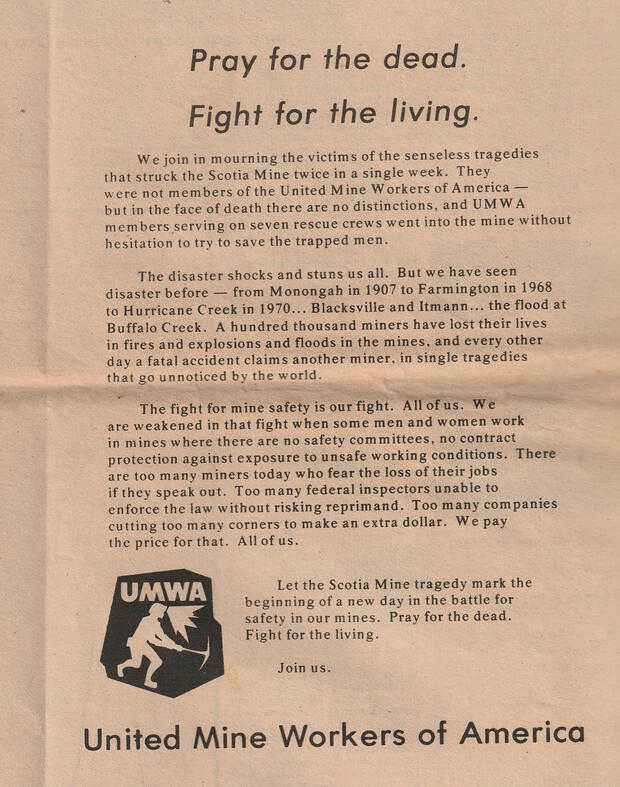 Pray for the dead.
Fight for the living.
We join in mourning the victims of the senseless tragedies
that struck the Scotia Mine twice in a single week. They
were not members of the United Mine Workers of America —
but in the face of death there are no distinctions, and UMWA
members serving on seven rescue crews went into the mine without
hesitation to try to save the trapped men.
The disaster shocks and stuns us all. But we have seen
disaster before — from Monongah in 1907 to Farmington in 1968
to Hurricane Creek in 1970... Blacksville and Itmann... the flood at
Buffalo Creek. A hundred thousand miners have lost their lives
in fires and explosions and floods in the mines, and every other
day a fatal accident claims another miner, in single tragedies
that go unnoticed by the world.
The fight for mine safety is our fight. All of us. We
are weakened in that fight when some men and women work
in mines where there are no safety committees, no contract
protection against exposure to unsafe working conditions. There
are too many miners today who fear the loss of their jobs
if they speak out. Too many federal inspectors unable to
enforce the law without risking reprimand. Too many companies
cutting too many corners to make an extra dollar. We pay
the price for that. All of us.
UMWA
Let the Scotia Mine tragedy mark the
beginning of a new day in the battle for
safety in our mines. Pray for the dead.
Fight for the living.
Join us.
United Mine Workers of America